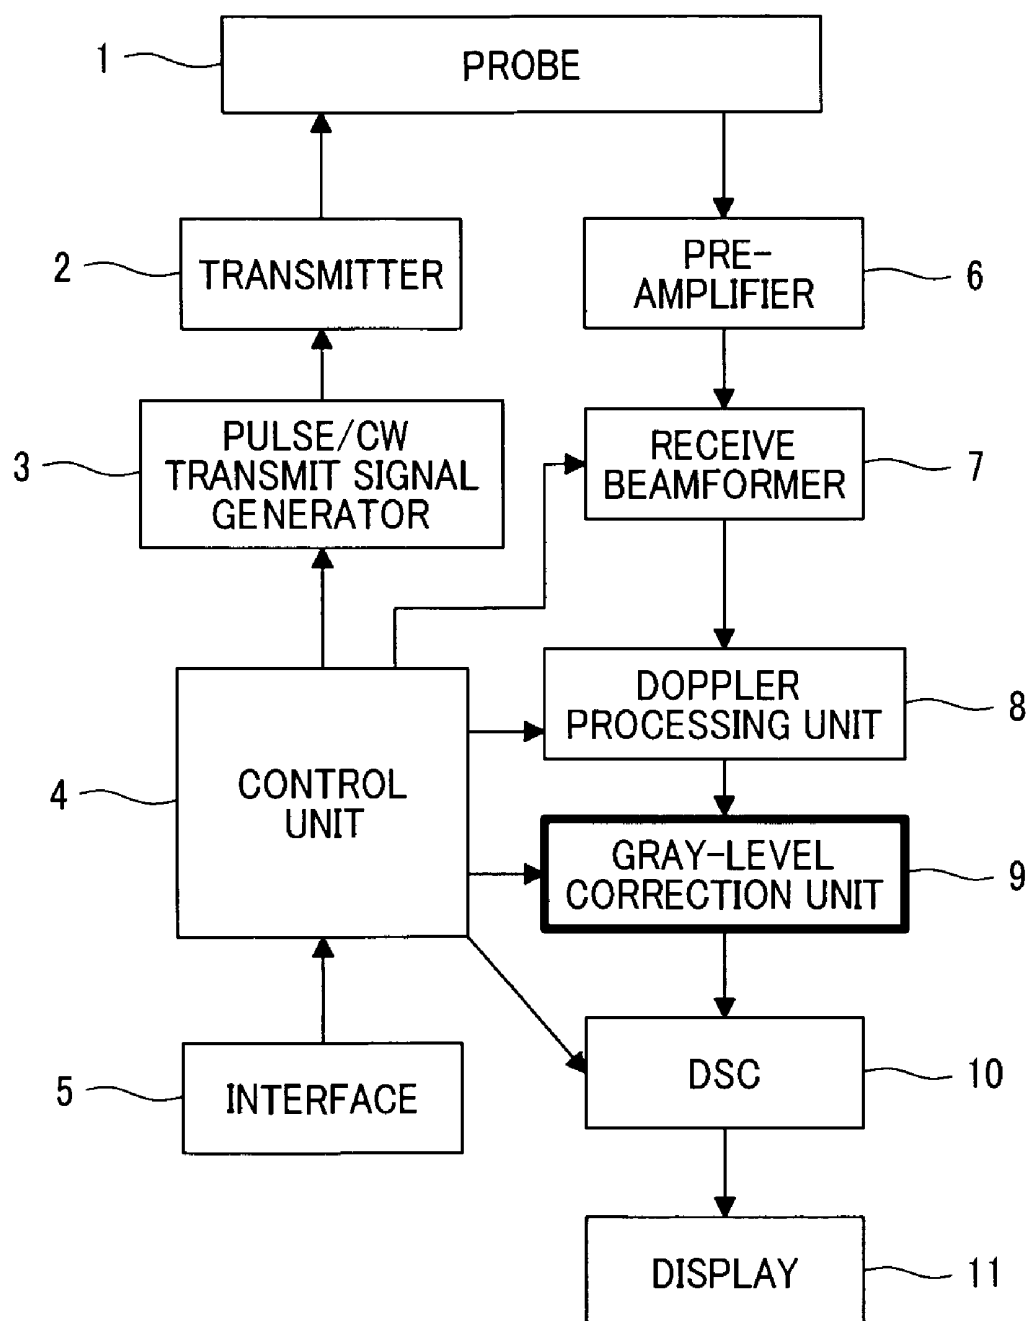 1
PROBE
2
TRANSMITTER
PRE-
AMPLIFIER
6
3
PULSE/CW
TRANSMIT SIGNAL
GENERATOR
RECEIVE
BEAMFORMER
7
DOPPLER
PROCESSING UNIT
8
4
CONTROL
UNIT
GRAY-LEVEL
CORRECTION UNIT
9
5
INTERFACE
DSC
10
DISPLAY
11